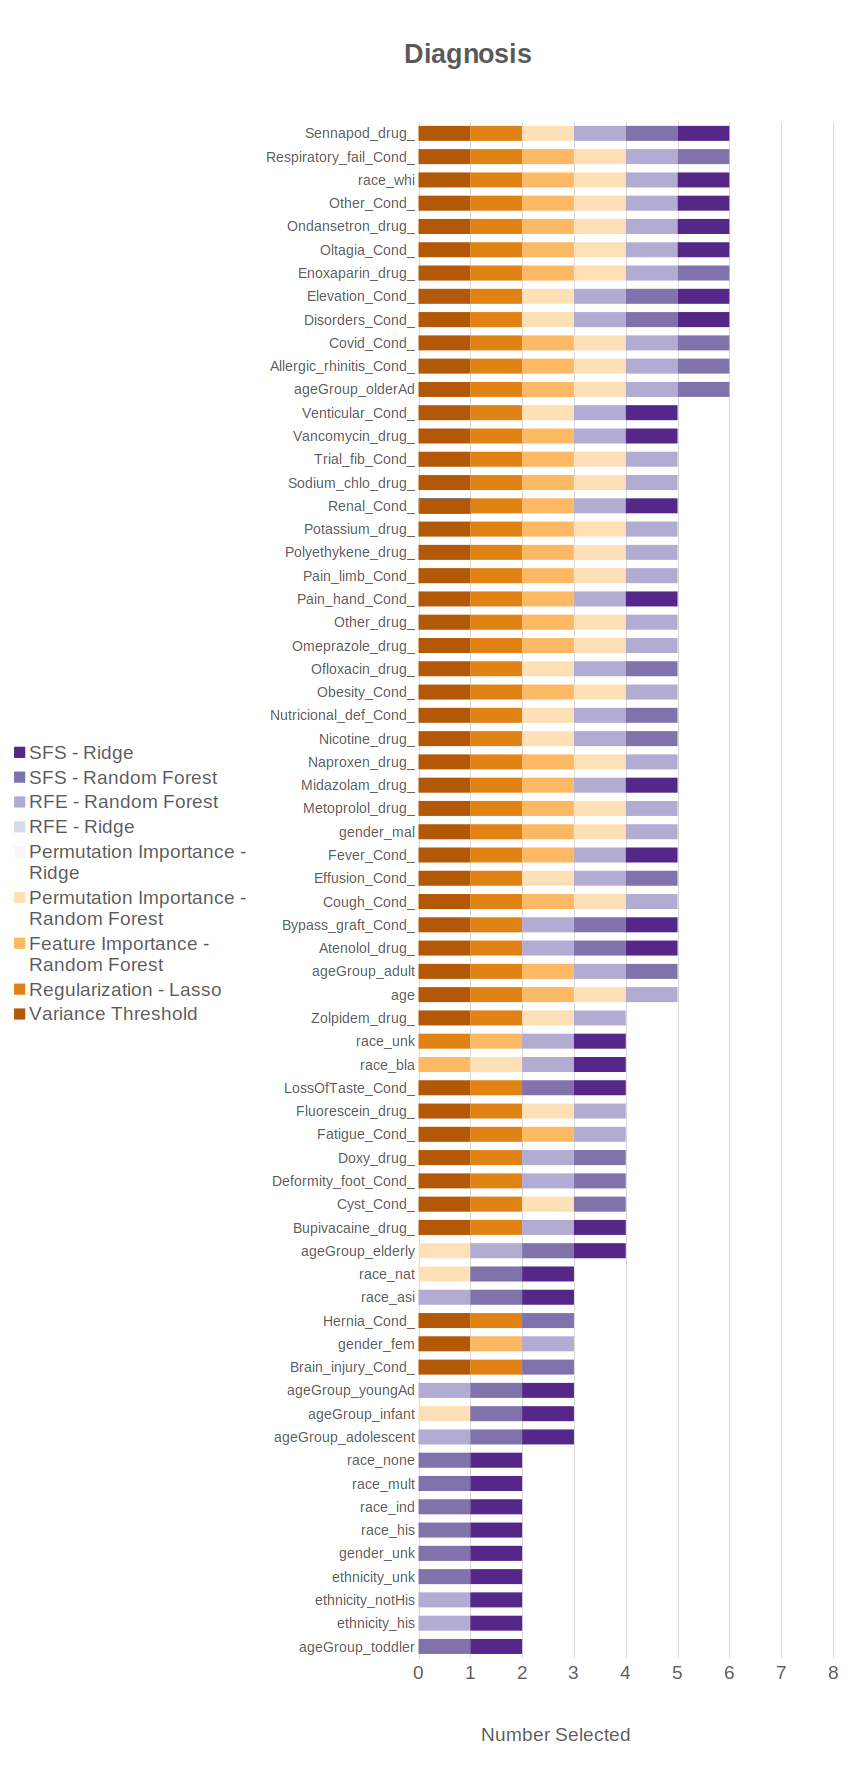 Diagnosis
Sennapod_drug_
Respiratory_fail_Cond_
race_whi
Other_Cond_
Ondansetron_drug_
Oltagia_Cond_
Enoxaparin_drug_
Elevation_Cond_
Disorders_Cond_
Covid_Cond_
Allergic_rhinitis_Cond_
ageGroup_olderAd
Venticular_Cond_
Vancomycin_drug_
Trial_fib_Cond_
Sodium_chlo_drug_
Renal_Cond_
Potassium_drug_
Polyethykene_drug_
Pain_limb_Cond_
Pain_hand_Cond_
Other_drug_
Omeprazole_drug_
Ofloxacin_drug_
Obesity_Cond_
Nutricional_def_Cond_
Nicotine_drug_
Naproxen_drug_
Midazolam_drug_
Metoprolol_drug_
gender_mal
Fever_Cond_
Effusion_Cond_
Cough_Cond_
Bypass_graft_Cond_
Atenolol_drug_
ageGroup_adult
age
Zolpidem_drug_
race_unk
race_bla
LossOfTaste_Cond_
Fluorescein_drug_
Fatigue_Cond_
Doxy_drug_
Deformity_foot_Cond_
Cyst_Cond_
Bupivacaine_drug_
ageGroup_elderly
race_nat
race_asi
Hernia_Cond_
gender_fem
Brain_injury_Cond_
ageGroup_youngAd
ageGroup_infant
ageGroup_adolescent
race_none
race_mult
race_ind
race_his
gender_unk
ethnicity_unk
ethnicity_notHis
ethnicity_his
ageGroup_toddler
0 1 2 3 4 5 6 7 8
Number Selected
SFS - Ridge
SFS - Random Forest
RFE - Random Forest
RFE - Ridge
Permutation Importance -
Ridge
Permutation Importance -
Random Forest
Feature Importance -
Random Forest
Regularization - Lasso
Variance Threshold